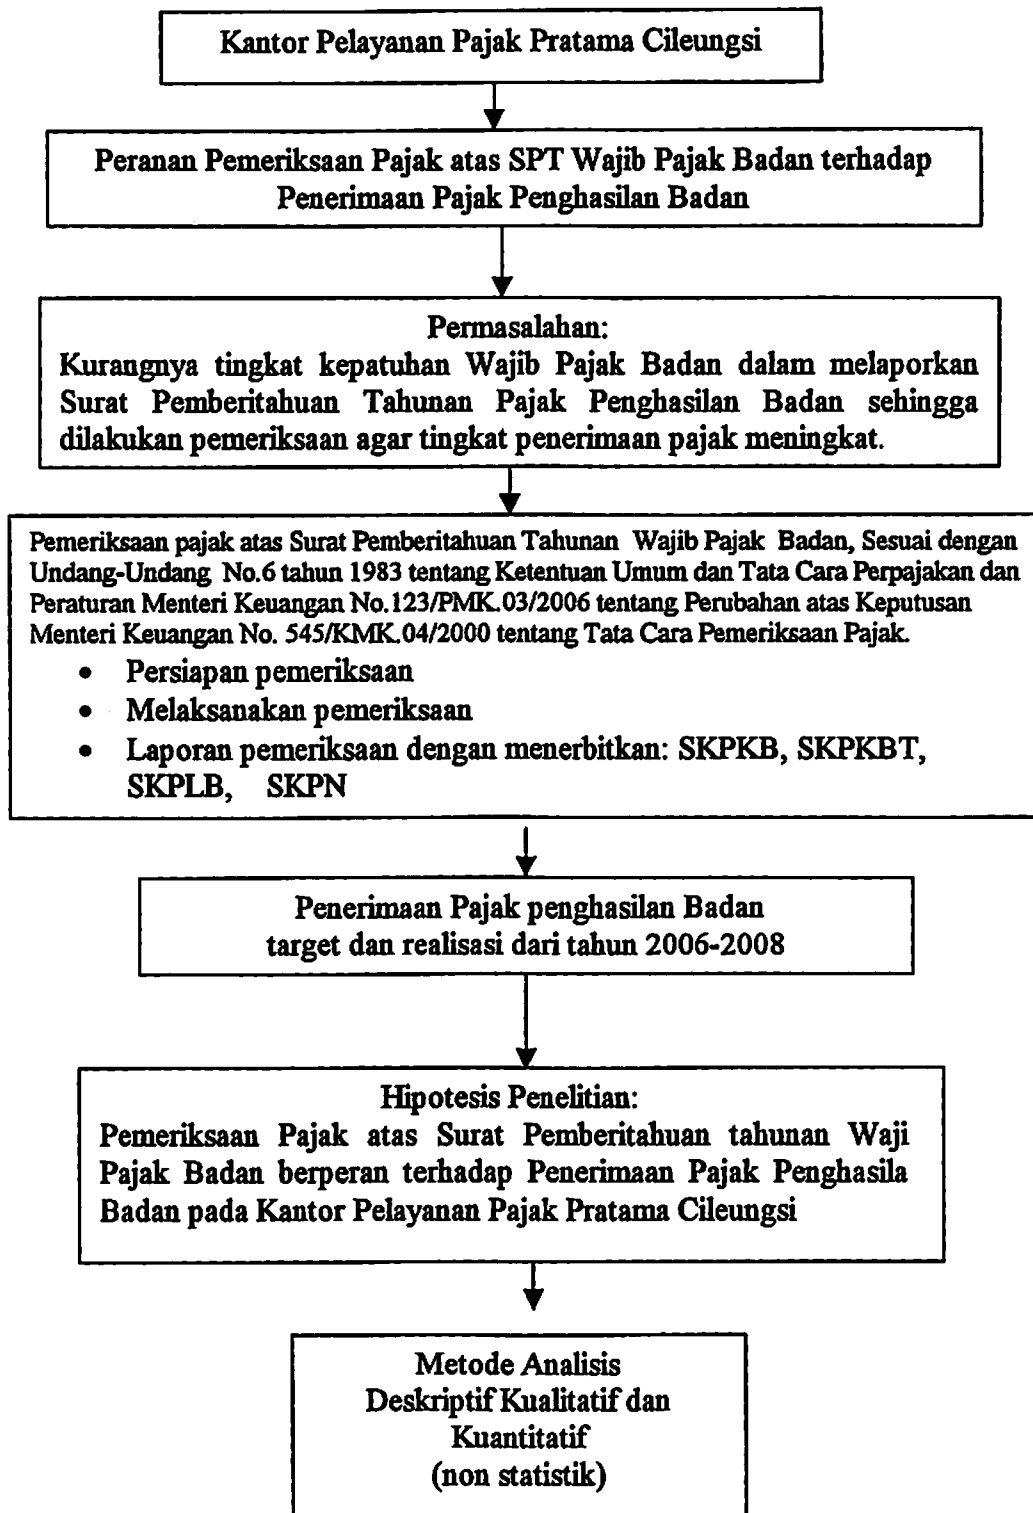 Kantor Pelayanan Pajak Pratama Cileungsi
Peranan Pemeriksaan Pajak atas SPT Wajib Pajak Badan terhadap
Penerimaan Pajak Penghasilan Badan
Permasalahan:
Kurangnya tingkat kepatuhan Wajib Pajak Badan dalam melaporkan
Surat Pemberitahuan Tahunan Pajak Penghasilan Badan sehingga
dilakukan pemeriksaan agar tingkat penerimaan pajak meningkat.
Pemeriksaan pajak atas Surat Pemberitahuan Tahunan Wajib Pajak Badan, Sesuai dengan
Undang-Undang No.6 tahun 1983 tentang Ketentuan Umum dan Tata Cara Perpajakan dan
Peraturan Menteri Keuangan No.123/PMK.03/2006 tentang Perubahan atas Keputusan
Menteri Keuangan No. 545/KMK.04/2000 tentang Tata Cara Pemeriksaan Pajak.
• Persiapan pemeriksaan
• Melaksanakan pemeriksaan
• Laporan pemeriksaan dengan menerbitkan: SKPKB, SKPKBT,
SKPLB, SKPN
Penerimaan Pajak penghasilan Badan
target dan realisasi dari tahun 2006-2008
Hipotesis Penelitian:
Pemeriksaan Pajak atas Surat Pemberitahuan tahunan Waji
Pajak Badan berperan terhadap Penerimaan Pajak Penghasila
Badan pada Kantor Pelayanan Pajak Pratama Cileungsi
Metode Analisis
Deskriptif Kualitatif dan
Kuantitatif
(non statistik)